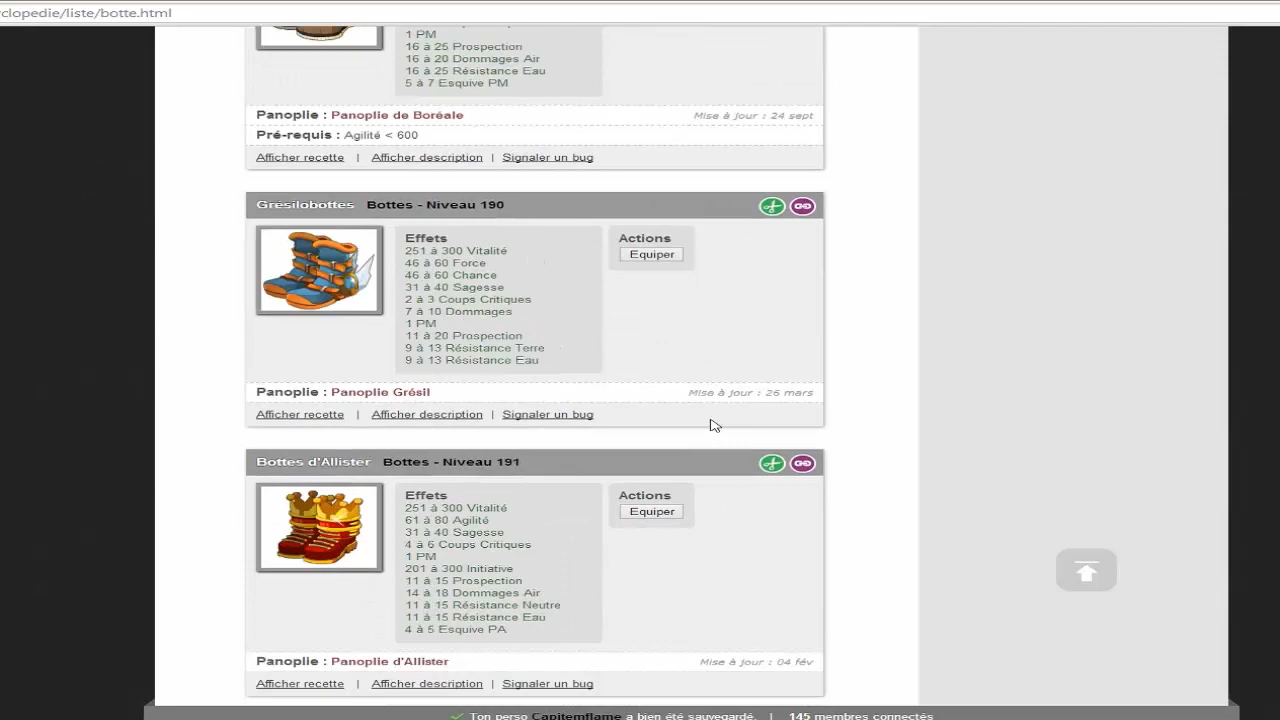 clopedie/liste/botte.html
1 PM
16 à 25 Prospection
16 à 20 Dommages Air
16 à 25 Résistance Eau
5 à 7 Esquive PM
Panoplie : Panoplie de Boréale Mise à jour : 24 sept
Pré-requis : Agilité < 600
Afficher recette | Afficher description | Signaler un bug
Grésilobottes Bottes - Niveau 190
Effets
251 à 300 Vitalité
46 à 60 Force
46 à 60 Chance
31 à 40 Sagesse
2 à 3 Coups Critiques
7 à 10 Dommages
1 PM
11 à 20 Prospection
9 à 13 Résistance Terre
9 à 13 Résistance Eau
Actions
Equiper
Panoplie : Panoplie Grésil Mise à jour : 26 mars
Afficher recette | Afficher description | Signaler un bug
Bottes d'Allister Bottes - Niveau 191
Effets
251 à 300 Vitalité
61 à 80 Agilité
31 à 40 Sagesse
4 à 6 Coups Critiques
1 PM
201 à 300 Initiative
11 à 15 Prospection
14 à 18 Dommages Air
11 à 15 Résistance Neutre
11 à 15 Résistance Eau
4 à 5 Esquive PA
Actions
Equiper
Panoplie : Panoplie d'Allister Mise à jour : 04 fév
Afficher recette | Afficher description | Signaler un bug
Ton perso Capitemflame a bien été sauvegardé. | 145 membres connectés